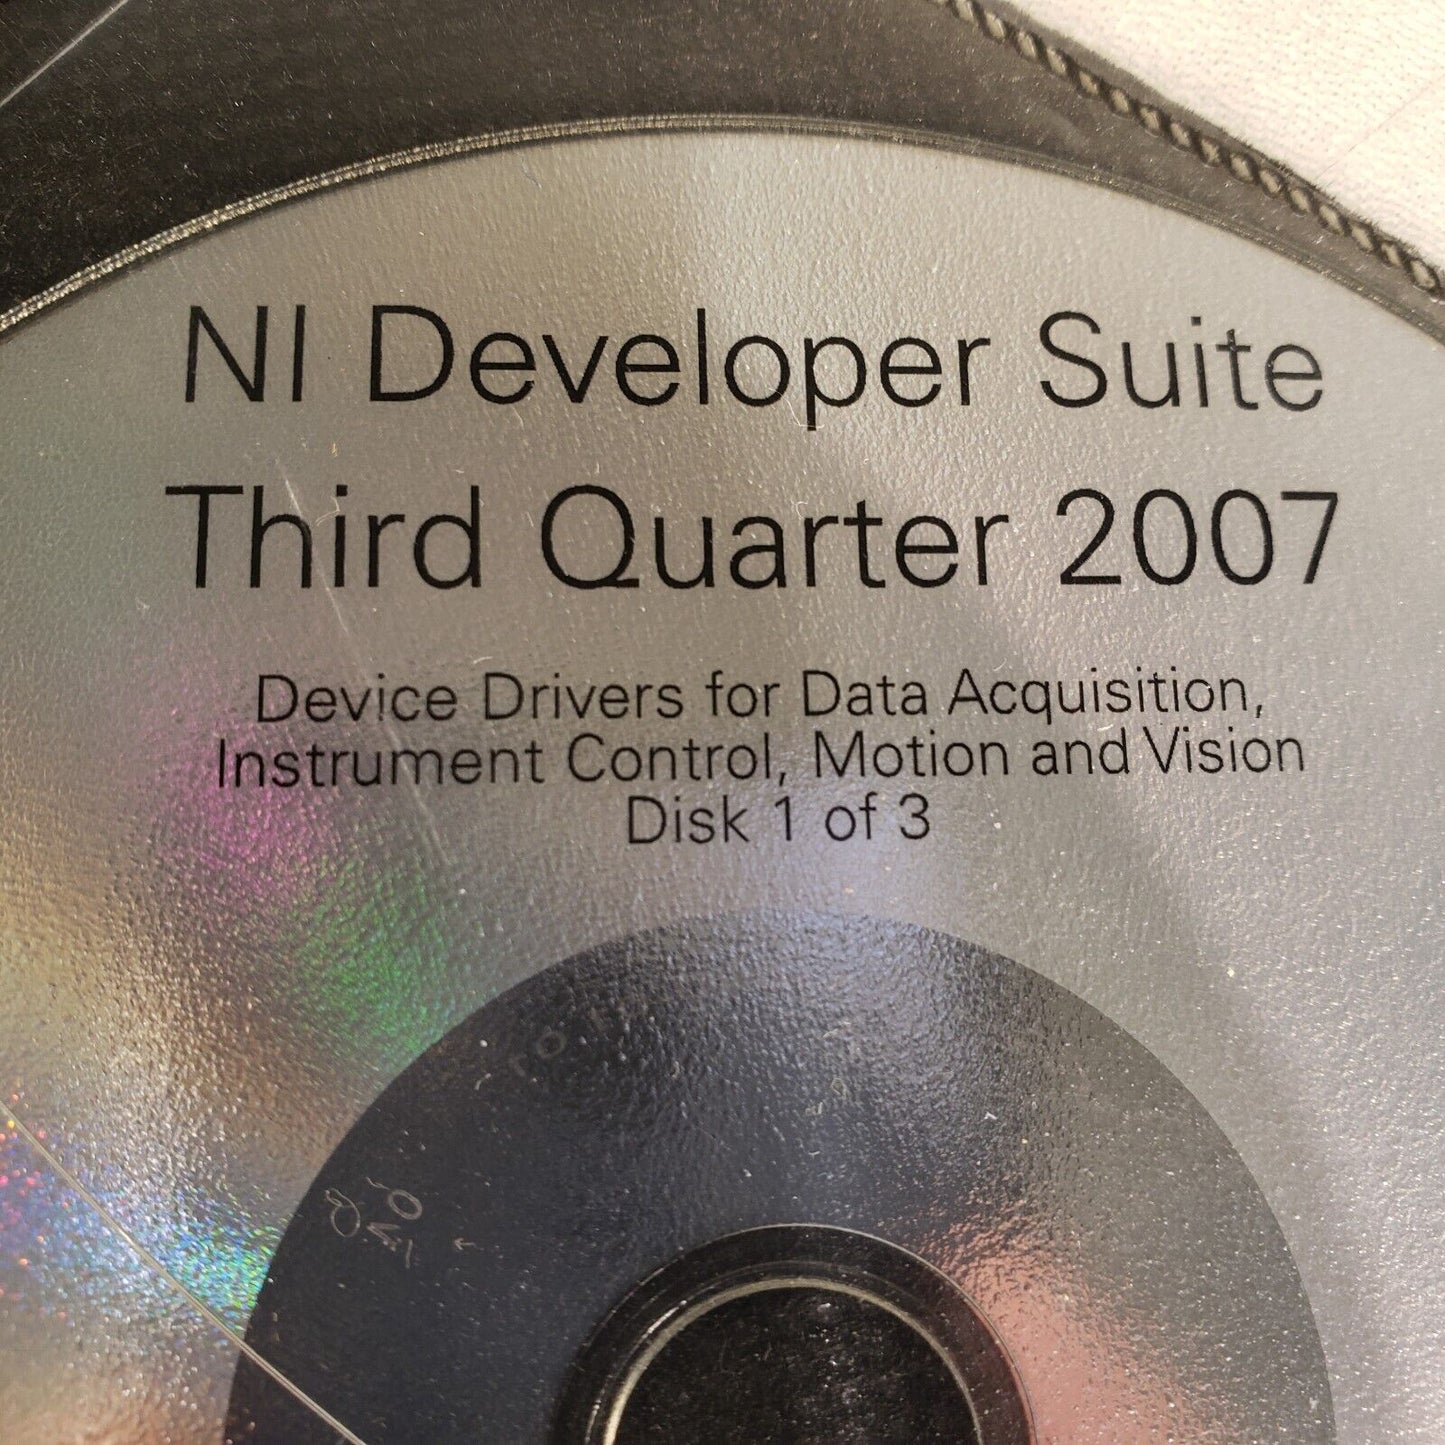 NI Developer Suite
Third Quarter 2007
Device Drivers for Data Acquisition,
Instrument Control, Motion and Vision
Disk 1 of 3